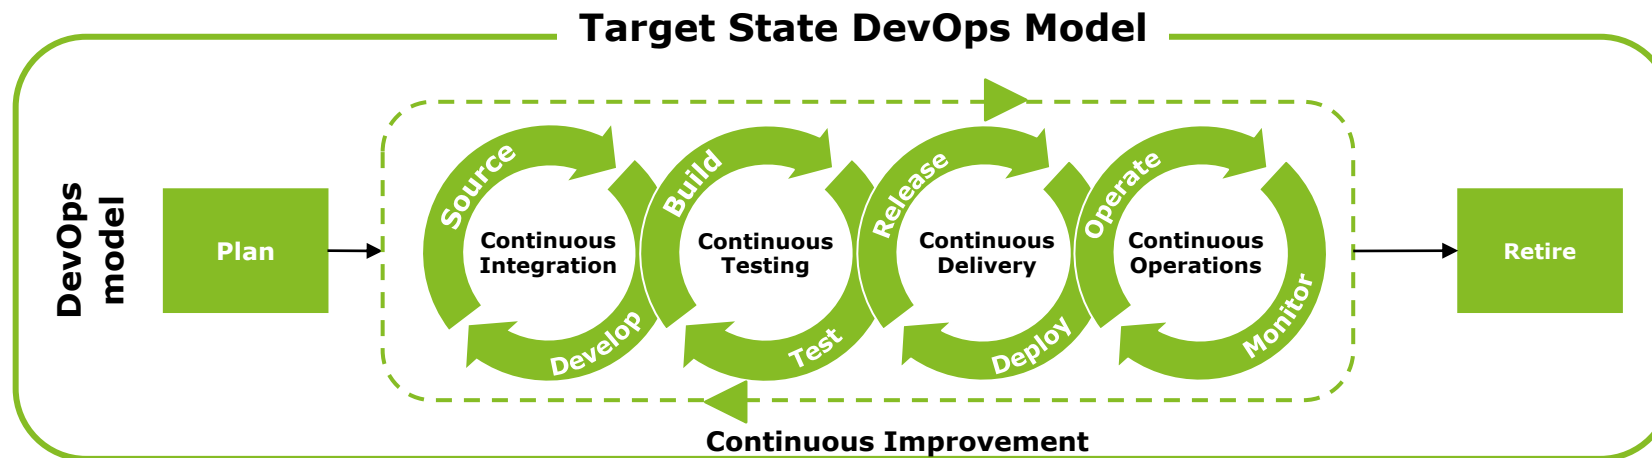 Target State DevOps Model
DevOps
model
Plan
Source
Continuous
Integration
Develop
Build
Continuous
Testing
Test
Release
Continuous
Delivery
Deploy
Operate
Continuous
Operations
Monitor
Retire
Continuous Improvement